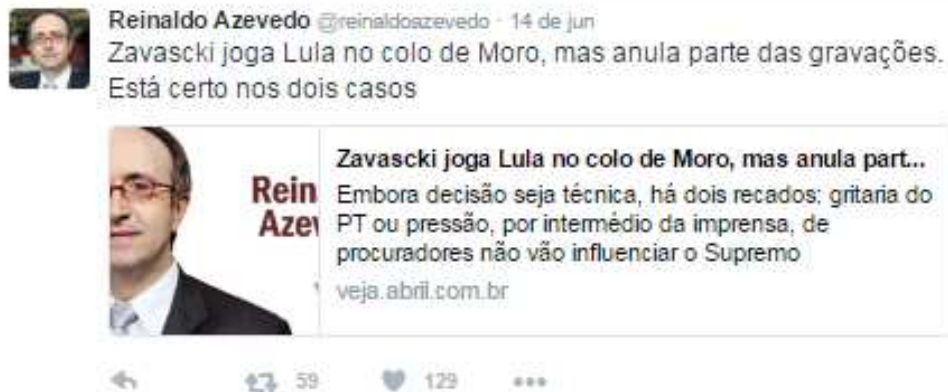 Reinaldo Azevedo @reinaldoazevedo · 14 de jun
Zavascki joga Lula no colo de Moro, mas anula parte das gravações.
Está certo nos dois casos
Rein
Azev
Zavascki joga Lula no colo de Moro, mas anula part...
Embora decisão seja técnica, há dois recados: gritaria do
PT ou pressão, por intermédio da imprensa, de
procuradores não vão influenciar o Supremo
veja.abril.com.br
59 129